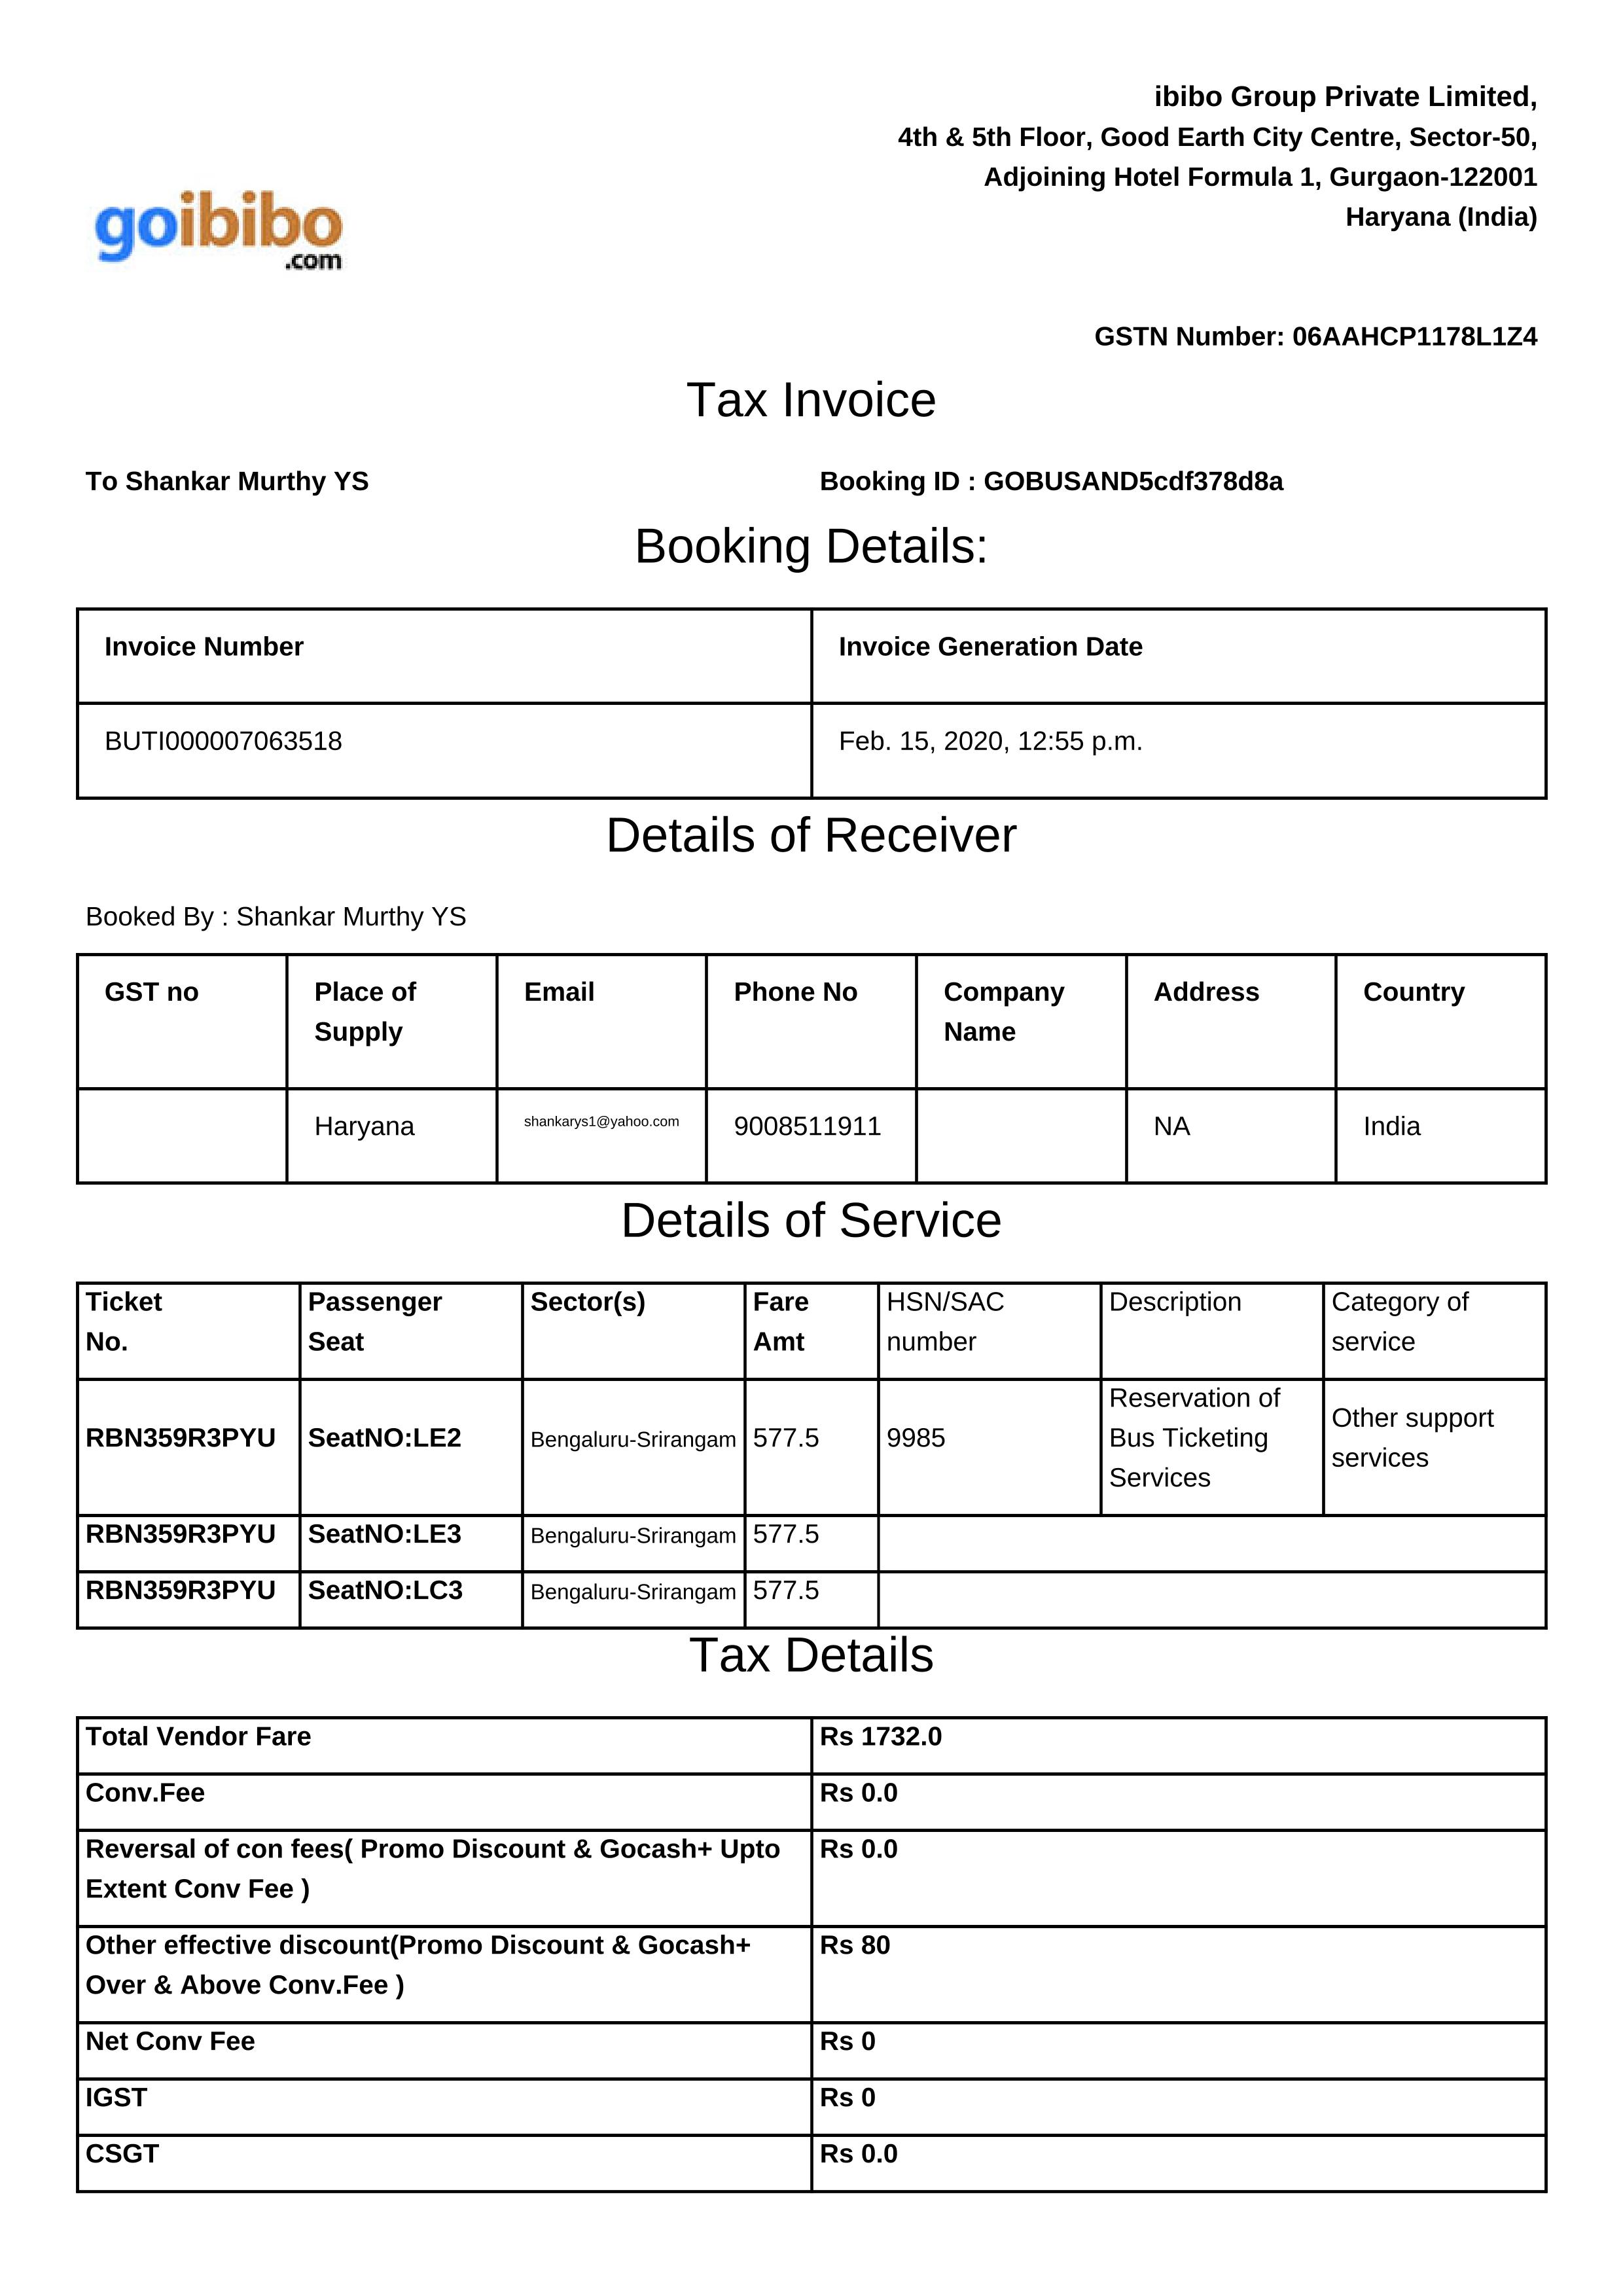 ibibo Group Private Limited,
4th & 5th Floor, Good Earth City Centre, Sector-50,
Adjoining Hotel Formula 1, Gurgaon-122001
Haryana (India)
goibibo
.com
GSTN Number: 06AAHCP1178L1Z4
Tax Invoice
To Shankar Murthy YS Booking ID : GOBUSAND5cdf378d8a
Booking Details:
Invoice Number Invoice Generation Date
BUTI000007063518 Feb. 15, 2020, 12:55 p.m.
Details of Receiver
Booked By : Shankar Murthy YS
GST no Place of Email Phone No Company Address Country
Supply Name
Haryana shankarys1@yahoo.com 9008511911 NA India
Details of Service
Ticket Passenger Sector(s) Fare HSN/SAC Description Category of
No. Seat Amt number service
Reservation of
Other support
RBN359R3PYU SeatNO:LE2 Bengaluru-Srirangam 577.5 9985 Bus Ticketing
services
Services
RBN359R3PYU SeatNO:LE3 Bengaluru-Srirangam 577.5
RBN359R3PYU SeatNO:LC3 Bengaluru-Srirangam 577.5
Tax Details
Total Vendor Fare Rs 1732.0
Conv.Fee Rs 0.0
Reversal of con fees( Promo Discount & Gocash+ Upto Rs 0.0
Extent Conv Fee )
Other effective discount(Promo Discount & Gocash+ Rs 80
Over & Above Conv.Fee )
Net Conv Fee Rs 0
IGST Rs 0
CSGT Rs 0.0